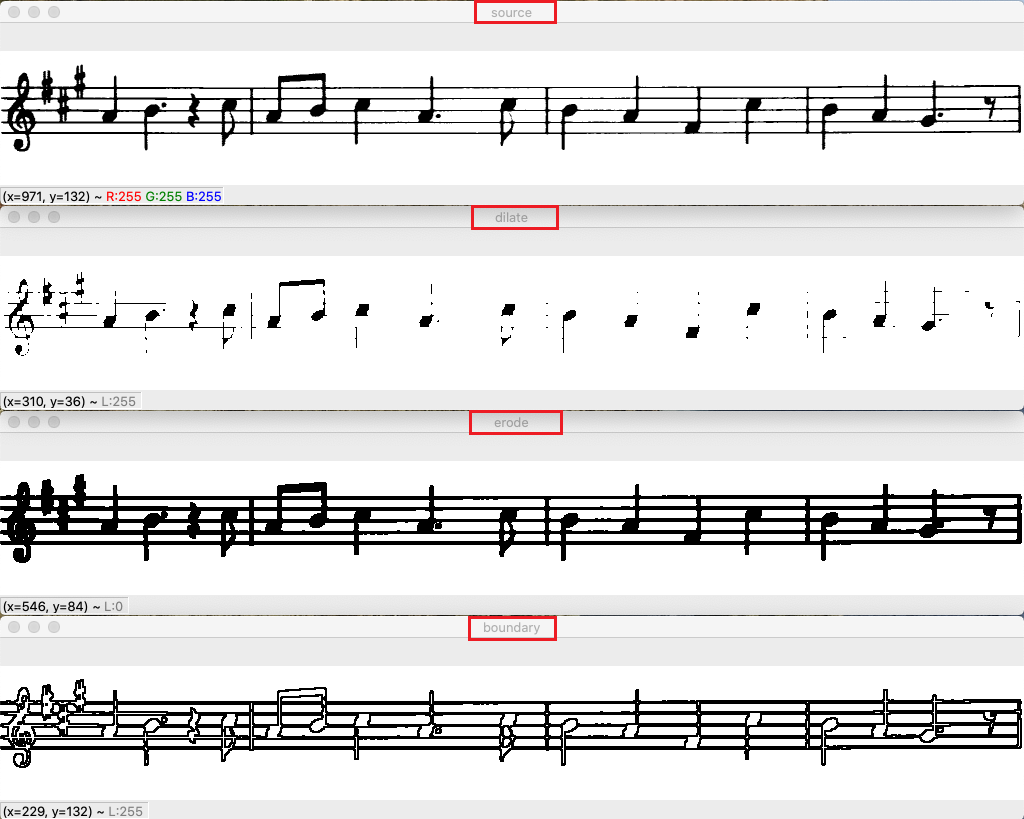 source
(x=971, y=132) ~ R:255 G:255 B:255
dilate
(x=310, y=36) ~ L:255
erode
(x=546, y=84) ~ L:0
boundary
(x=229, y=132) ~ L:255